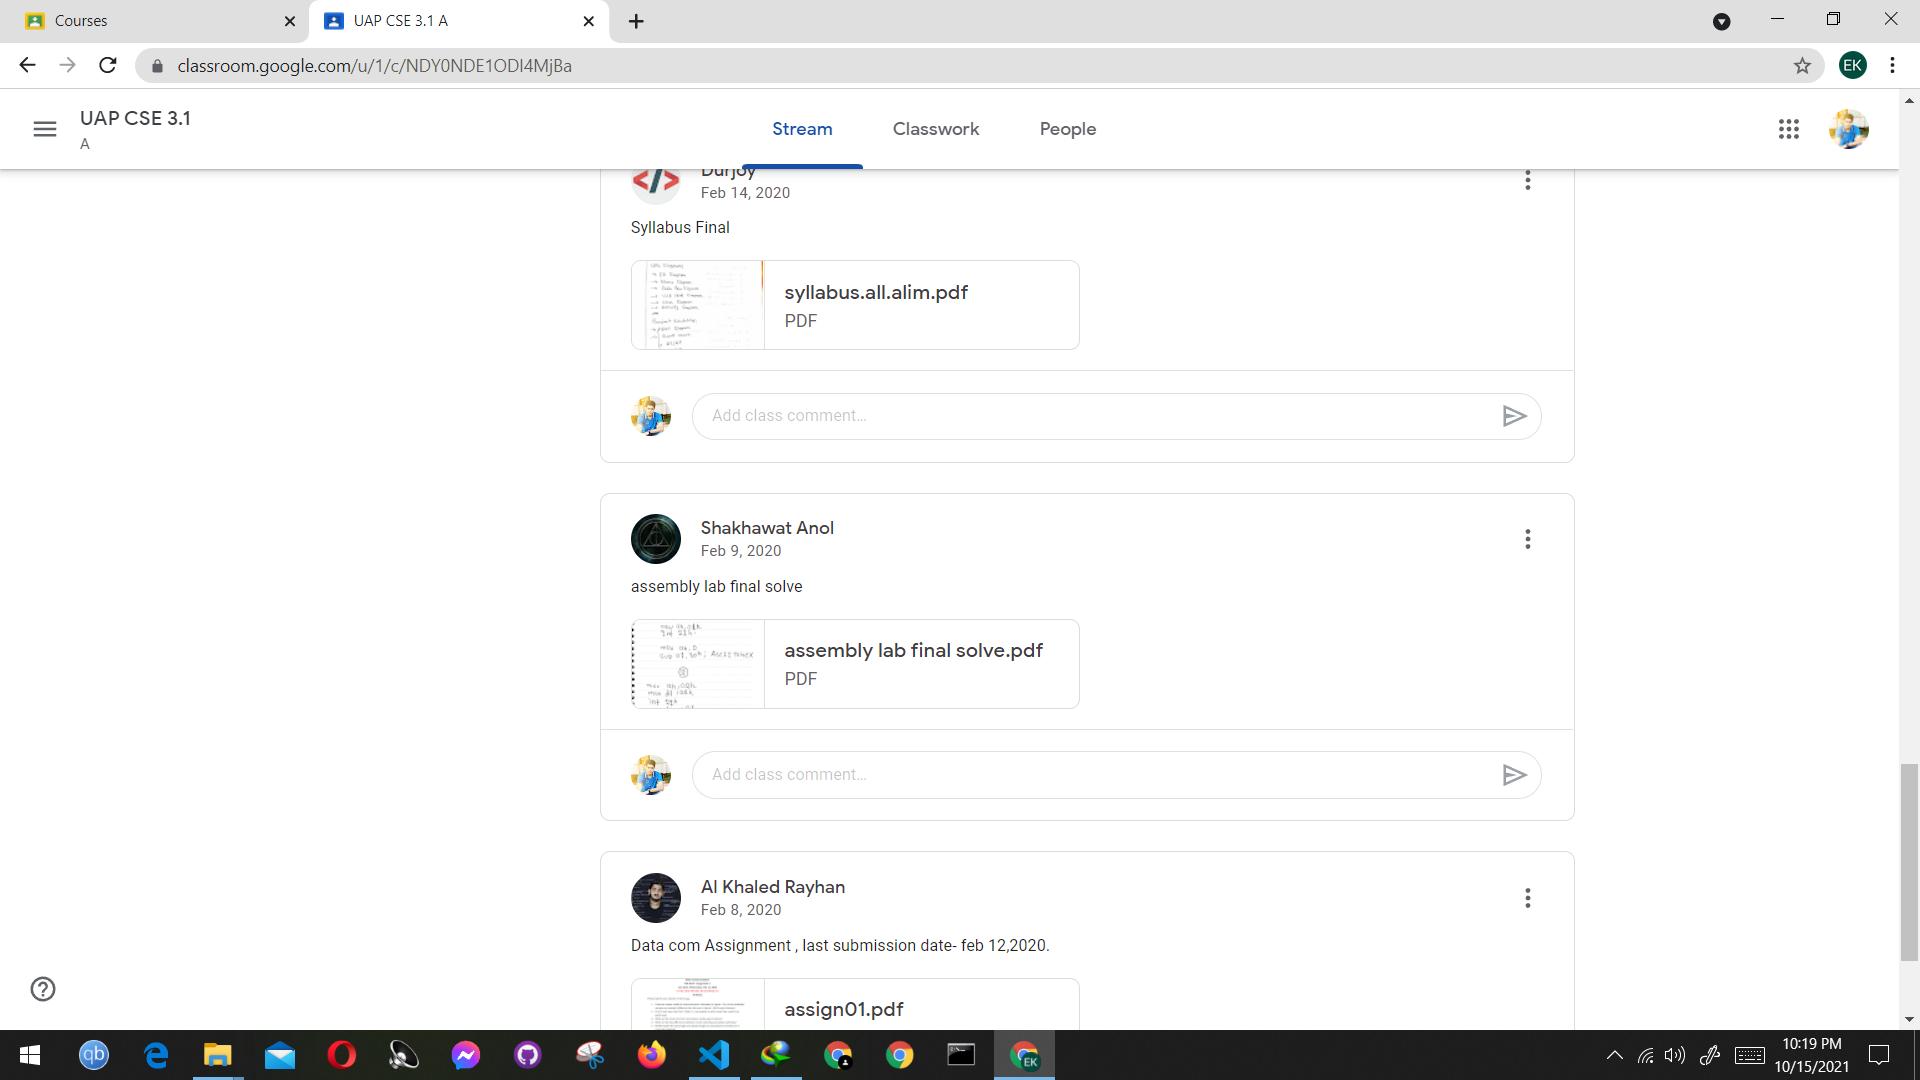 Courses
UAP CSE 3.1 A
classroom.google.com/u/1/c/NDY0NDE1ODI4MjBa
EK
UAP CSE 3.1
A
Stream
Classwork
People
Durjoy
Feb 14, 2020
Syllabus Final
syllabus.all.alim.pdf
PDF
Add class comment...
Shakhawat Anol
Feb 9, 2020
assembly lab final solve
assembly lab final solve.pdf
PDF
Add class comment...
Al Khaled Rayhan
Feb 8, 2020
Data com Assignment , last submission date- feb 12,2020.
assign01.pdf
qb
EK
10:19 PM
10/15/2021